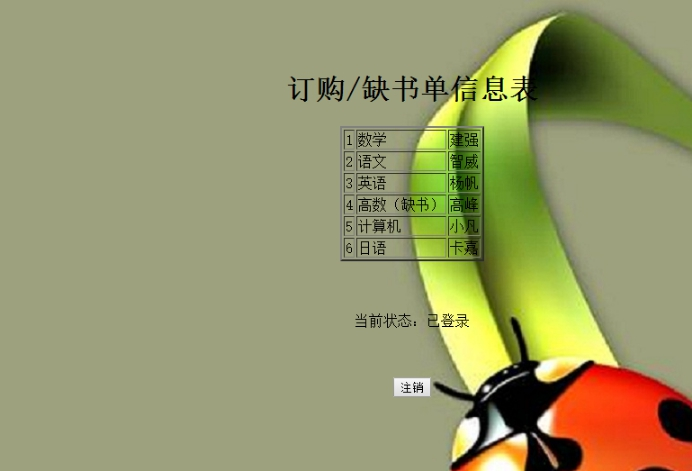 订购/缺书单信息表
1 数学 建强
2 语文 智威
3 英语 杨帆
4 高数（缺书） 高峰
5 计算机 小凡
6 日语 卡嘉
当前状态：已登录
注销